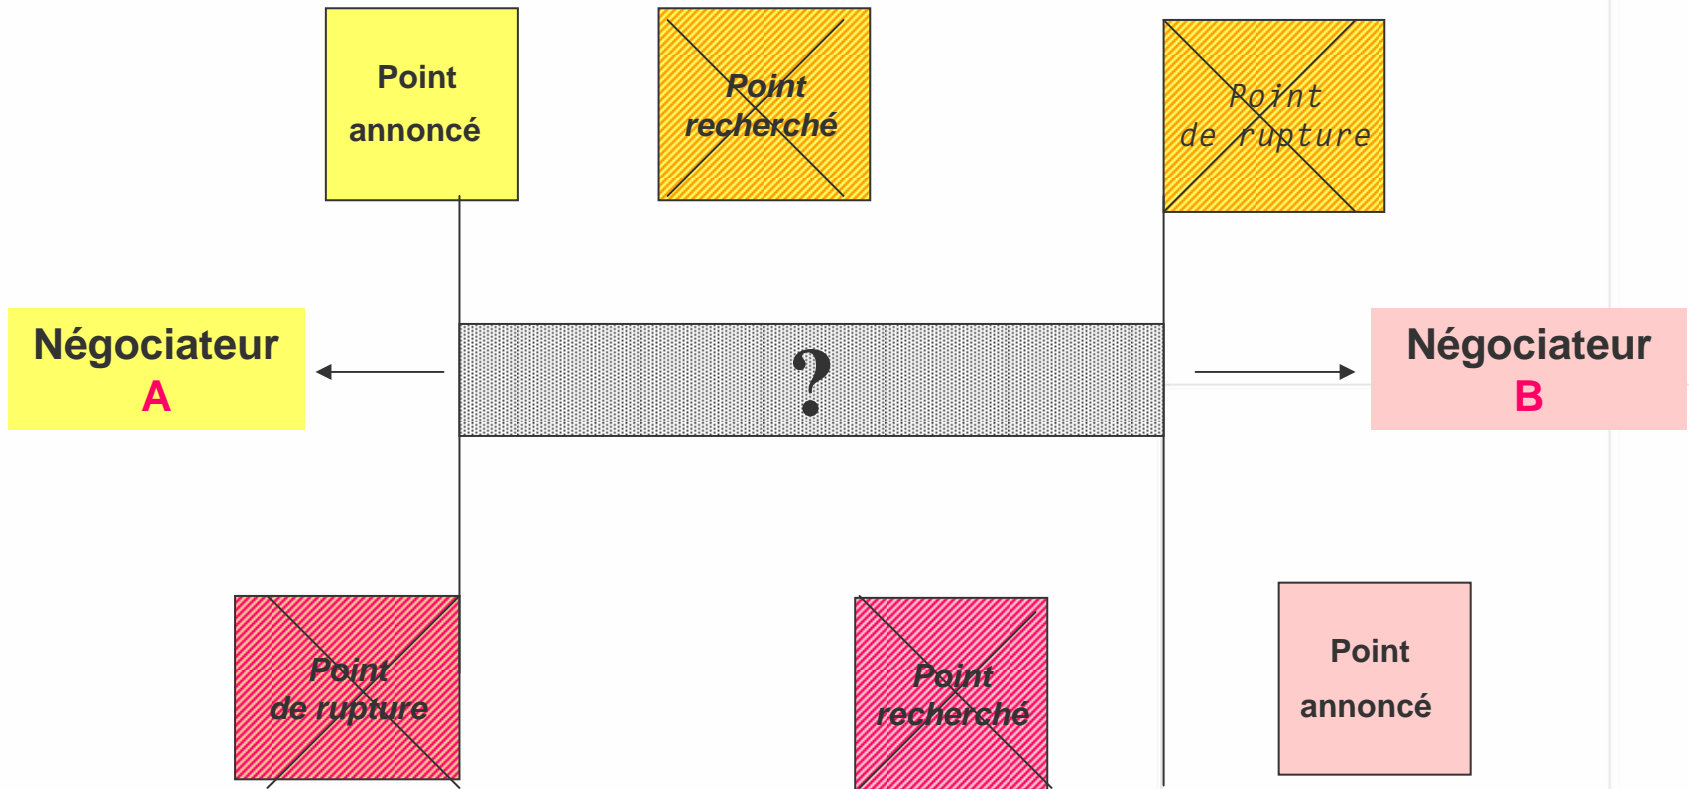 Point
annoncé
Point
recherché
Point
de rupture
Négociateur
A
?
Négociateur
B
Point
de rupture
Point
recherché
Point
annoncé